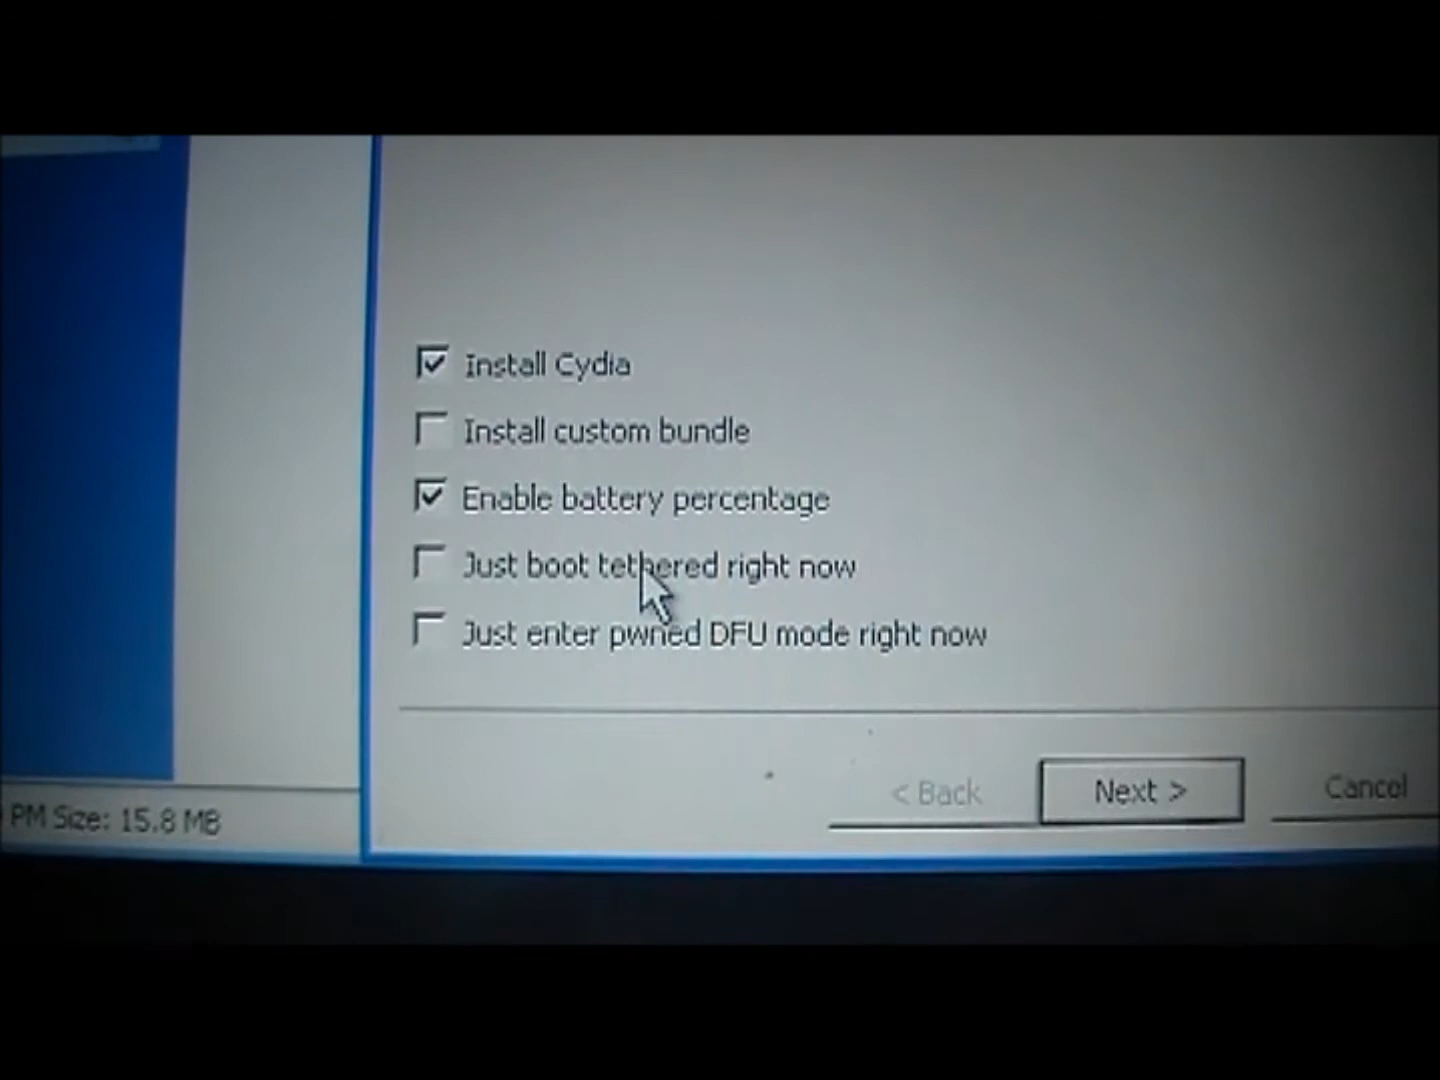 Install Cydia
Install custom bundle
Enable battery percentage
Just boot tethered right now
Just enter pwned DFU mode right now
< Back
Next >
Cancel
PM Size: 15.8 MB